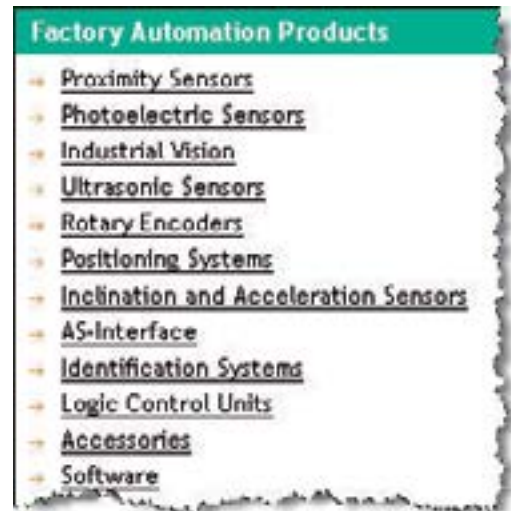 Factory Automation Products
Proximity Sensors
Photoelectric Sensors
Industrial Vision
Ultrasonic Sensors
Rotary Encoders
Positioning Systems
Inclination and Acceleration Sensors
AS-Interface
Identification Systems
Logic Control Units
Accessories
Software